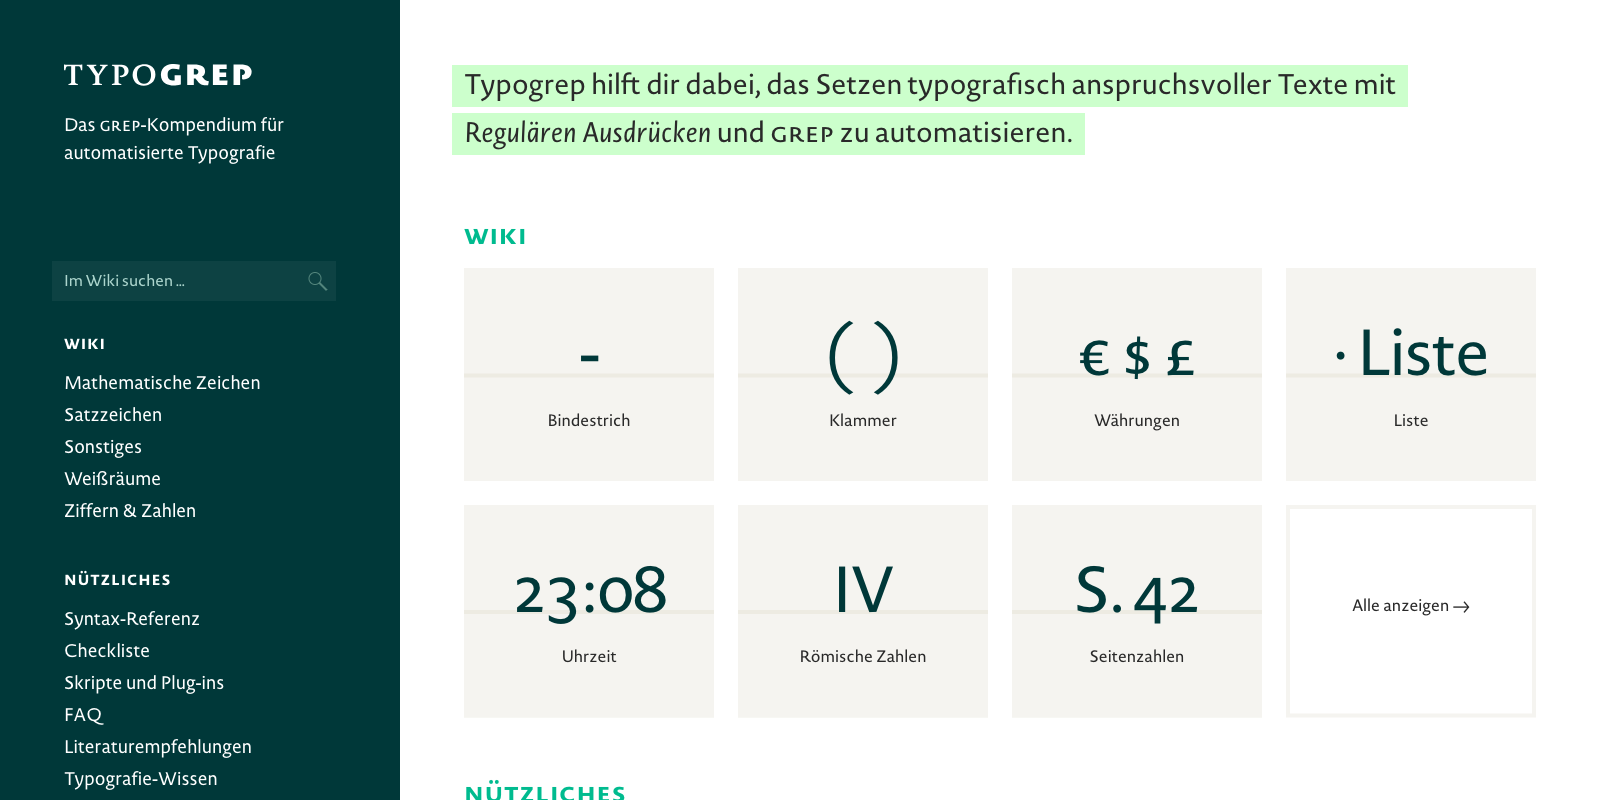 TYPOGREP
Das GREP-Kompendium für
automatisierte Typografie
Im Wiki suchen …
WIKI
Mathematische Zeichen
Satzzeichen
Sonstiges
Weißräume
Ziffern & Zahlen
NÜTZLICHES
Syntax-Referenz
Checkliste
Skripte und Plug-ins
FAQ
Literaturempfehlungen
Typografie-Wissen
Typogrep hilft dir dabei, das Setzen typografisch anspruchsvoller Texte mit
Regulären Ausdrücken und GREP zu automatisieren.
WIKI
-
Bindestrich
( )
Klammer
€ $ £
Währungen
· Liste
Liste
23:08
Uhrzeit
IV
Römische Zahlen
S. 42
Seitenzahlen
Alle anzeigen →
NÜTZLICHES